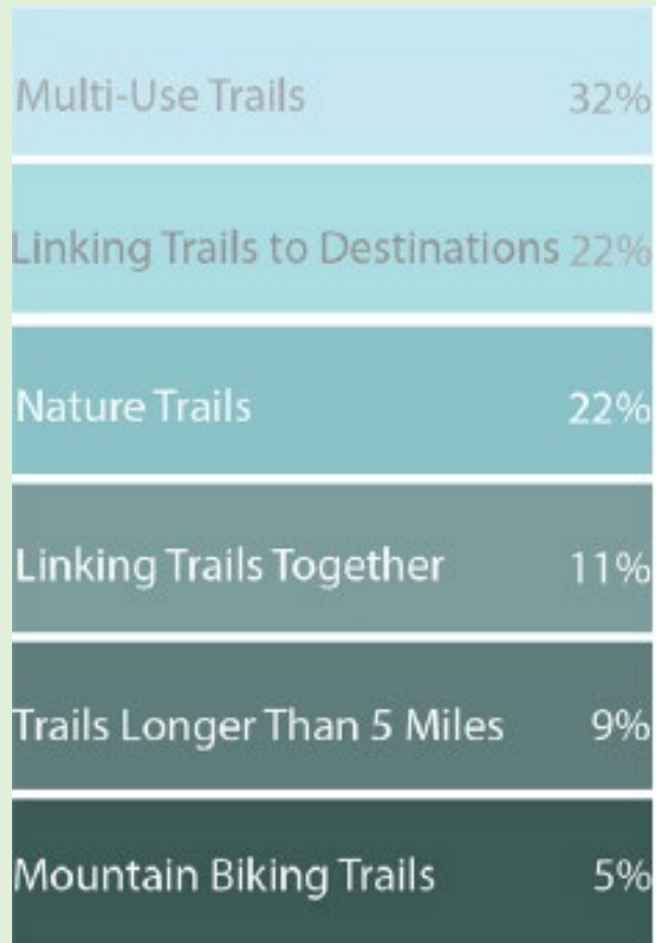 Multi-Use Trails 32%
Linking Trails to Destinations 22%
Nature Trails 22%
Linking Trails Together 11%
Trails Longer Than 5 Miles 9%
Mountain Biking Trails 5%